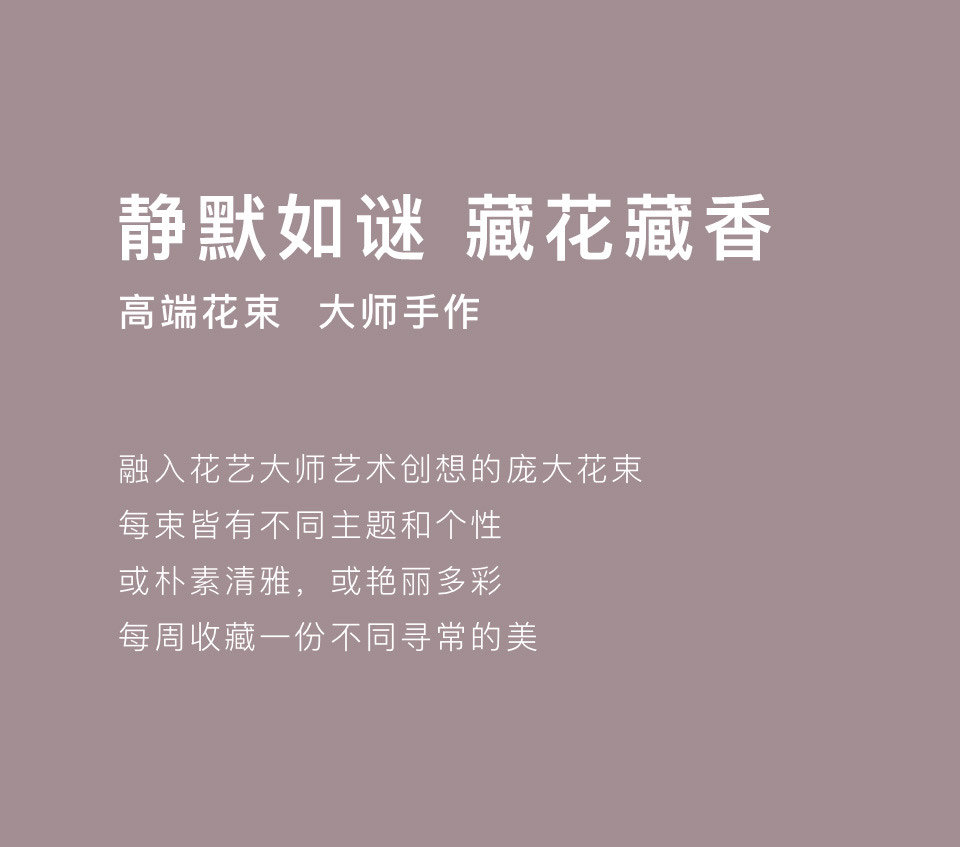 静默如谜 藏花藏香
高端花束 大师手作
融入花艺大师艺术创想的庞大花束
每束皆有不同主题和个性
或朴素清雅，或艳丽多彩
每周收藏一份不同寻常的美